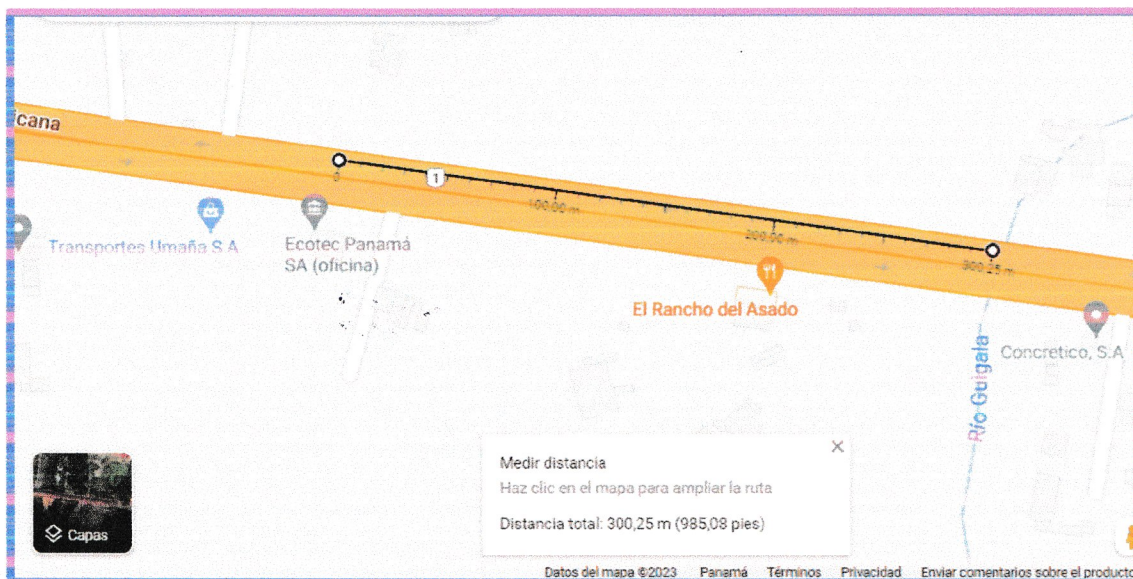 icana
0
1
100.00 m
200.00 m
300.25 m
Transportes Umaña S.A
Ecotec Panamá
SA (oficina)
El Rancho del Asado
Concretico, S.A
Río Guigala
Medir distancia
Haz clic en el mapa para ampliar la ruta
Distancia total: 300,25 m (985,08 pies)
Capas
Datos del mapa ©2023 Panamá Términos Privacidad Enviar comentarios sobre el producto